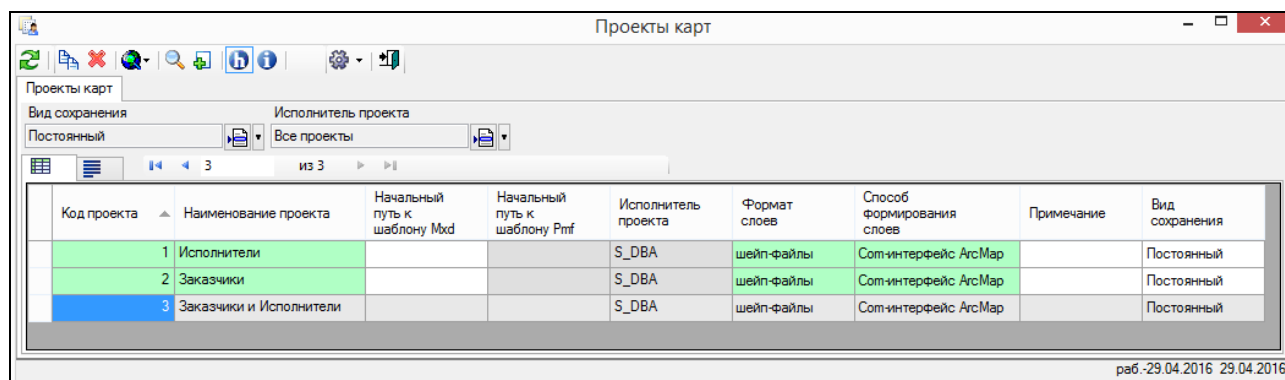 Проекты карт
Проекты карт
Вид сохранения Исполнитель проекта
Постоянный Все проекты
3 из 3
Код проекта Наименование проекта Начальный путь к шаблону Mxd Начальный путь к шаблону Pmf Исполнитель проекта Формат слоев Способ формирования слоев Примечание Вид сохранения
1 Исполнители S_DBA шейп-файлы Com-интерфейс ArcMap Постоянный
2 Заказчики S_DBA шейп-файлы Com-интерфейс ArcMap Постоянный
3 Заказчики и Исполнители S_DBA шейп-файлы Com-интерфейс ArcMap Постоянный
раб.-29.04.2016 29.04.2016